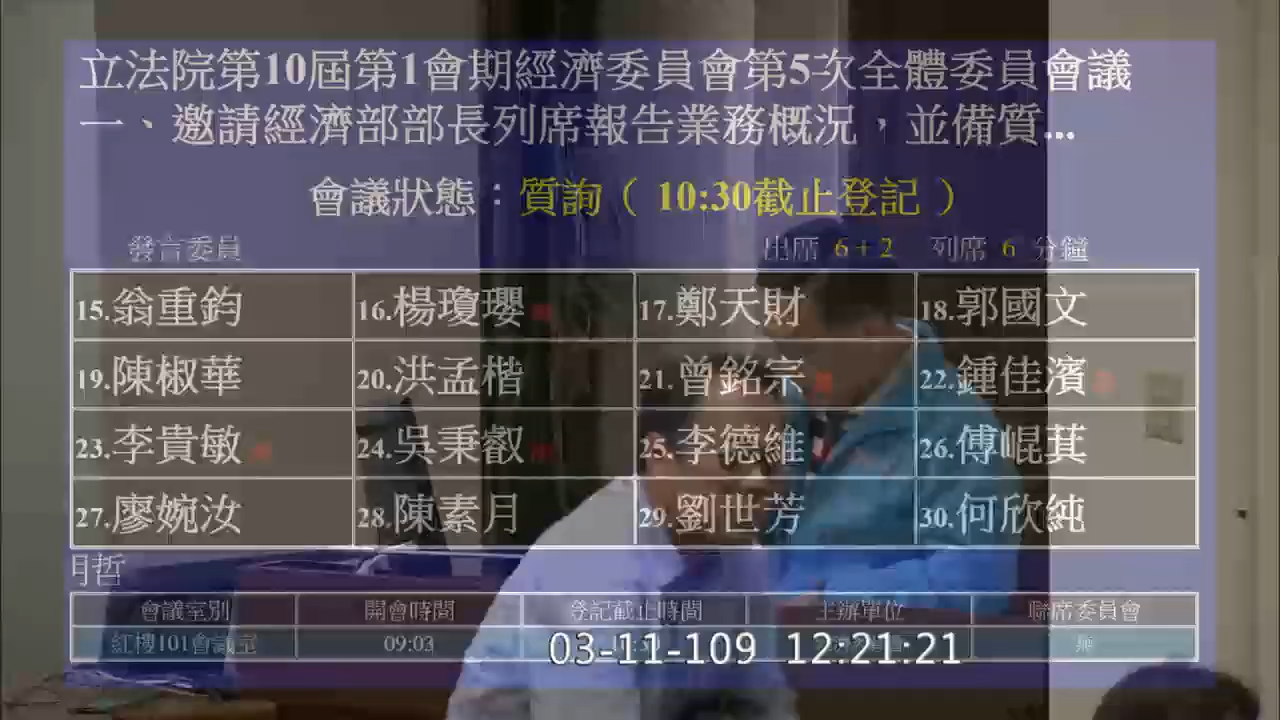 立法院第10屆第1會期經濟委員會第5次全體委員會議
一、邀請經濟部部長列席報告業務概況，並備質...
會議狀態：質詢（ 10:30截止登記 ）
發言委員 出席 6+2 列席 6 分鐘
15.翁重鈞 16.楊瓊瓔 17.鄭天財 18.郭國文
19.陳椒華 20.洪孟楷 21.曾銘宗 22.鍾佳濱
23.李貴敏 24.吳秉叡 25.李德維 26.傅崐萁
27.廖婉汝 28.陳素月 29.劉世芳 30.何欣純
明哲
會議室別 開會時間 登記截止時間 主辦單位 聯席委員會
紅樓101會議室 09:03
03-11-109 12:21:21